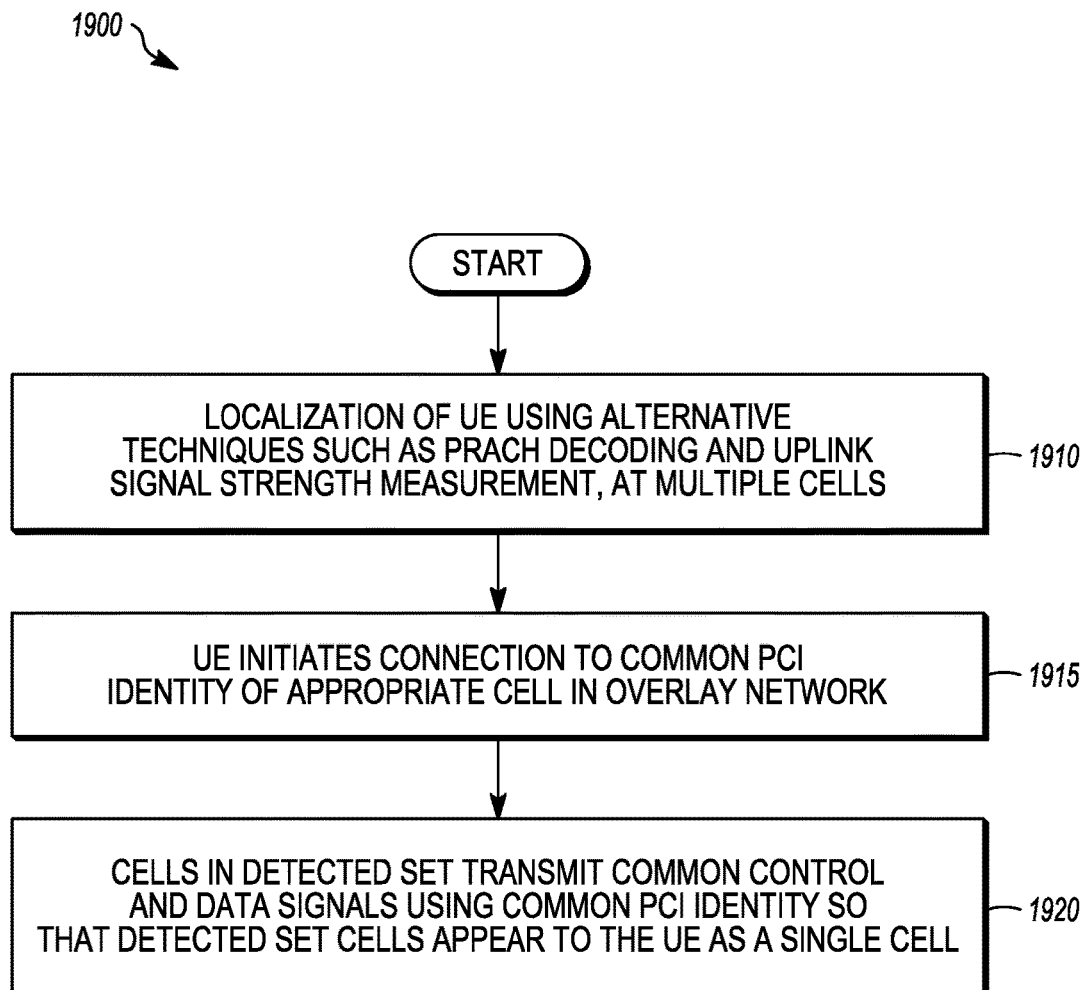 1900
START
LOCALIZATION OF UE USING ALTERNATIVE
TECHNIQUES SUCH AS PRACH DECODING AND UPLINK
SIGNAL STRENGTH MEASUREMENT, AT MULTIPLE CELLS
1910
UE INITIATES CONNECTION TO COMMON PCI
IDENTITY OF APPROPRIATE CELL IN OVERLAY NETWORK
1915
CELLS IN DETECTED SET TRANSMIT COMMON CONTROL
AND DATA SIGNALS USING COMMON PCI IDENTITY SO
THAT DETECTED SET CELLS APPEAR TO THE UE AS A SINGLE CELL
1920